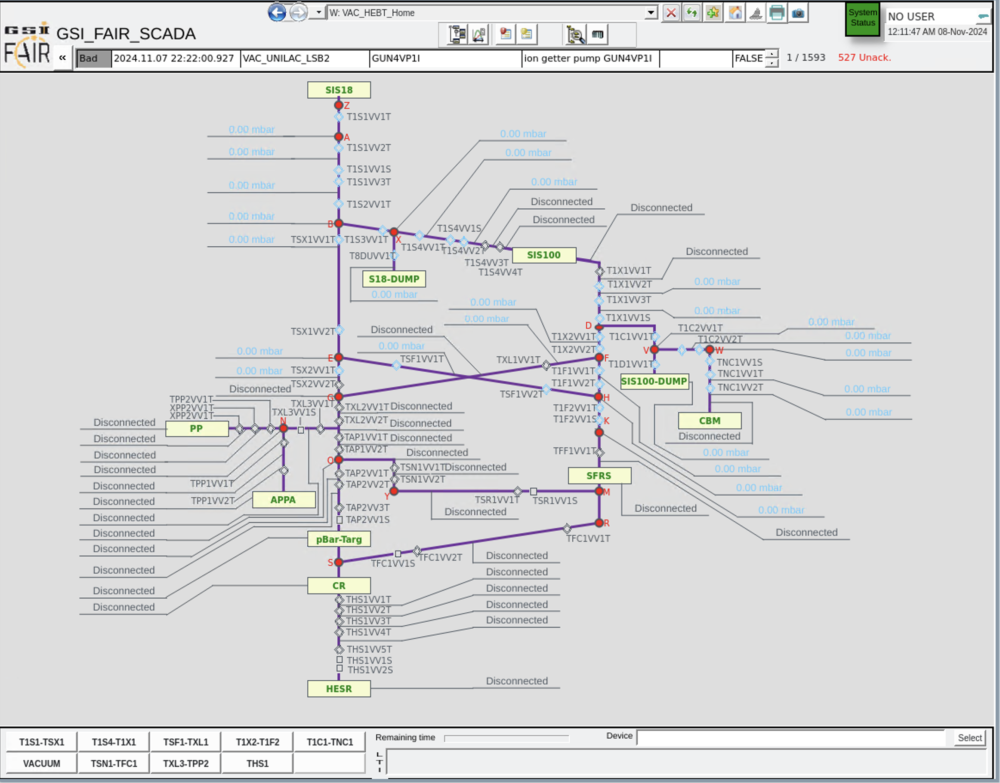 W: VAC_HEBT_Home
System
Status
NO USER
12:11:47 AM 08-Nov-2024
GSI
FAIR
GSI_FAIR_SCADA
«
Bad
2024.11.07 22:22:00.927
VAC_UNILAC_LSB2
GUN4VP1I
ion getter pump GUN4VP1I
FALSE
1 / 1593
527 Unack.
SIS18
Z
T1S1VV1T
0.00 mbar
A
0.00 mbar
T1S1VV2T
0.00 mbar
0.00 mbar
T1S1VV1S
T1S1VV3T
0.00 mbar
0.00 mbar
T1S2VV1T
Disconnected
Disconnected
Disconnected
0.00 mbar
B
T1S4VV1S
0.00 mbar
TSX1VV1T
T1S3VV1T
X
T1S4VV1T
T1S4VV2T
T8DUVV1T
SIS100
Disconnected
T1S4VV3T
T1S4VV4T
T1X1VV1T
S18-DUMP
0.00 mbar
T1X1VV2T
0.00 mbar
T1X1VV3T
0.00 mbar
0.00 mbar
0.00 mbar
T1X1VV1S
0.00 mbar
D
T1C2VV1T
TSX1VV2T
Disconnected
T1X2VV1T
T1C1VV1T
T1C2VV2T
0.00 mbar
0.00 mbar
0.00 mbar
T1X2VV2T
V
W
0.00 mbar
E
TSF1VV1T
TXL1VV1T
F
T1D1VV1T
TNC1VV1S
0.00 mbar
TSX2VV1T
T1F1VV1T
TNC1VV1T
TSX2VV2T
T1F1VV2T
SIS100-DUMP
TNC1VV2T
0.00 mbar
Disconnected
TSF1VV2T
G
H
TPP2VV1T
TXL3VV1T
TXL2VV1T
Disconnected
T1F2VV1T
XPP2VV1T
TXL3VV1S
0.00 mbar
XPP2VV1T
N
TXL2VV2T
T1F2VV1S
K
CBM
Disconnected
PP
Disconnected
Disconnected
TAP1VV1T
Disconnected
Disconnected
TAP1VV2T
Disconnected
TFF1VV1T
0.00 mbar
Disconnected
O
TSN1VV1T
Disconnected
0.00 mbar
Disconnected
TAP2VV1T
TSN1VV2T
SFRS
Disconnected
TPP1VV1T
TAP2VV2T
0.00 mbar
Y
M
Disconnected
TPP1VV2T
APPA
TSR1VV1T
TSR1VV1S
TAP2VV3T
Disconnected
Disconnected
0.00 mbar
Disconnected
TAP2VV1S
R
Disconnected
pBar-Targ
TFC1VV1T
Disconnected
Disconnected
S
TFC1VV1S
TFC1VV2T
Disconnected
Disconnected
Disconnected
CR
Disconnected
Disconnected
THS1VV1T
Disconnected
Disconnected
THS1VV2T
THS1VV3T
Disconnected
THS1VV4T
THS1VV5T
THS1VV1S
THS1VV2S
HESR
Disconnected
T1S1-TSX1
T1S4-T1X1
TSF1-TXL1
T1X2-T1F2
T1C1-TNC1
Remaining time
Device
Select
VACUUM
TSN1-TFC1
TXL3-TPP2
THS1
L
T
I